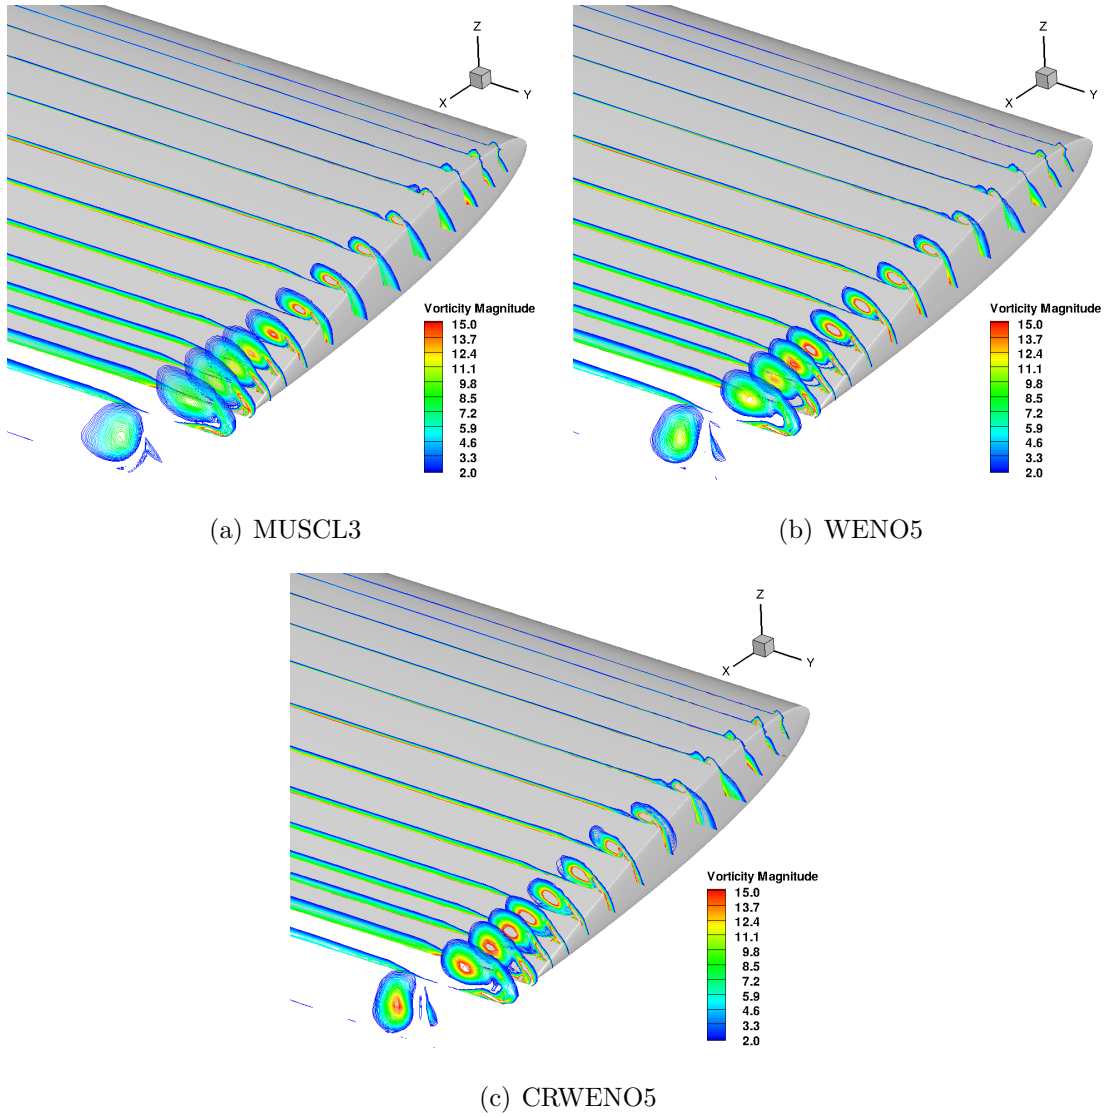 Z
X
Y
Vorticity Magnitude
15.0
13.7
12.4
11.1
9.8
8.5
7.2
5.9
4.6
3.3
2.0
(a) MUSCL3
Z
X
Y
Vorticity Magnitude
15.0
13.7
12.4
11.1
9.8
8.5
7.2
5.9
4.6
3.3
2.0
(b) WENO5
Z
X
Y
Vorticity Magnitude
15.0
13.7
12.4
11.1
9.8
8.5
7.2
5.9
4.6
3.3
2.0
(c) CRWENO5